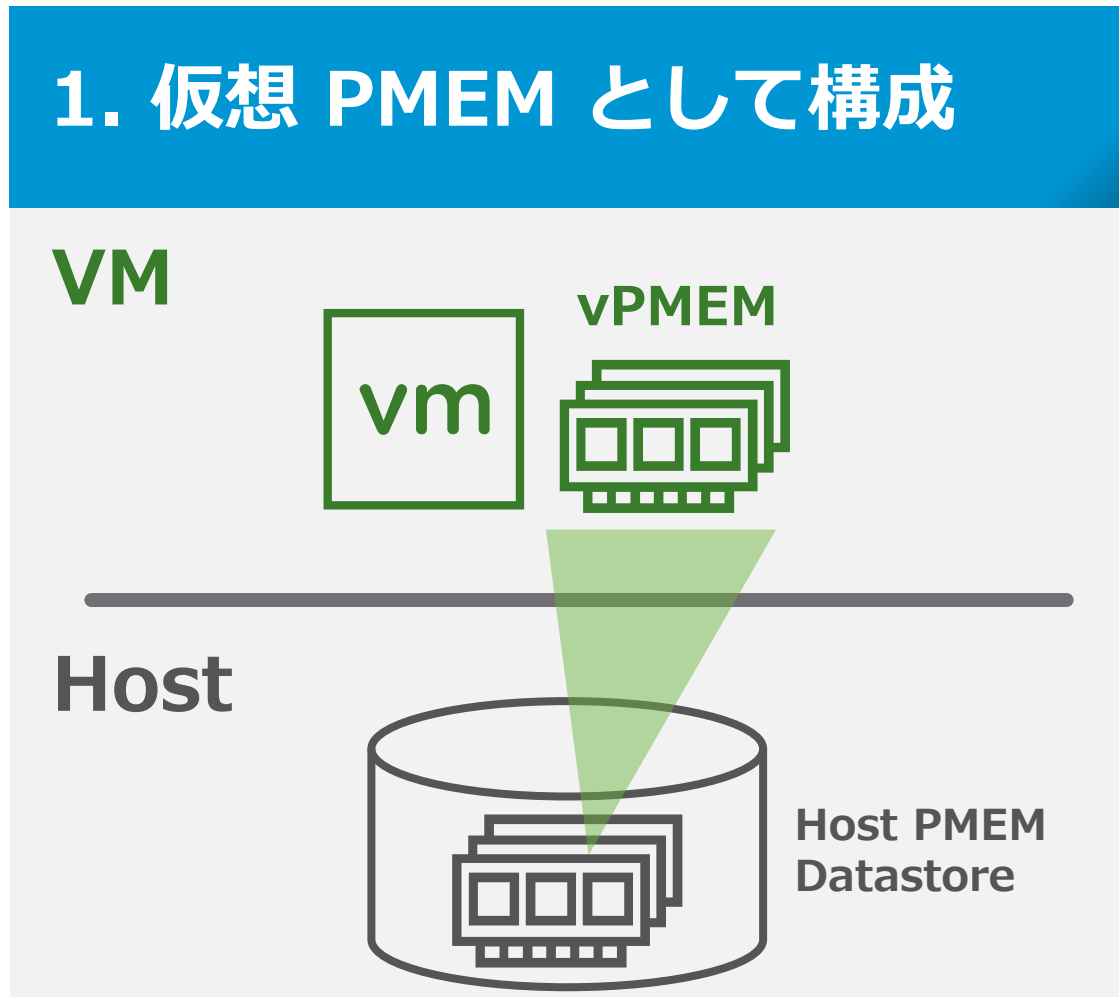 1. 仮想 PMEM として構成
VM
vPMEM
vm
Host
Host PMEM
Datastore